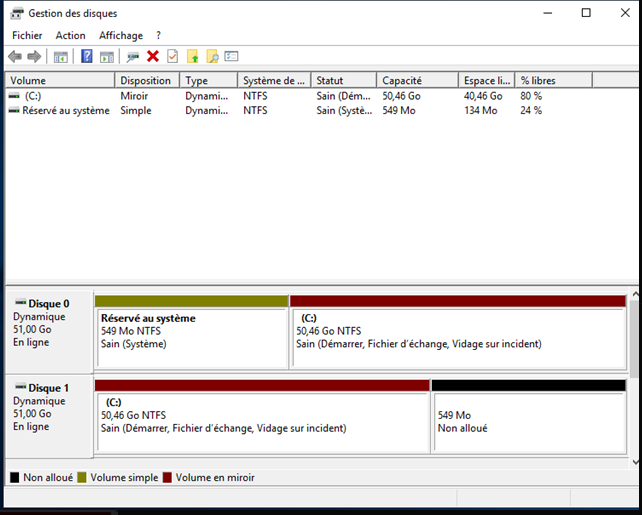 Gestion des disques
Fichier Action Affichage ?
Volume Disposition Type Système de ... Statut Capacité Espace li... % libres
(C:) Miroir Dynami... NTFS Sain (Dém... 50,46 Go 40,46 Go 80 %
Réservé au système Simple Dynami... NTFS Sain (Systè... 549 Mo 134 Mo 24 %
Disque 0
Dynamique
51,00 Go
En ligne
Réservé au système
549 Mo NTFS
Sain (Système)
(C:)
50,46 Go NTFS
Sain (Démarrer, Fichier d'échange, Vidage sur incident)
Disque 1
Dynamique
51,00 Go
En ligne
(C:)
50,46 Go NTFS
Sain (Démarrer, Fichier d'échange, Vidage sur incident)
549 Mo
Non alloué
Non alloué Volume simple Volume en miroir